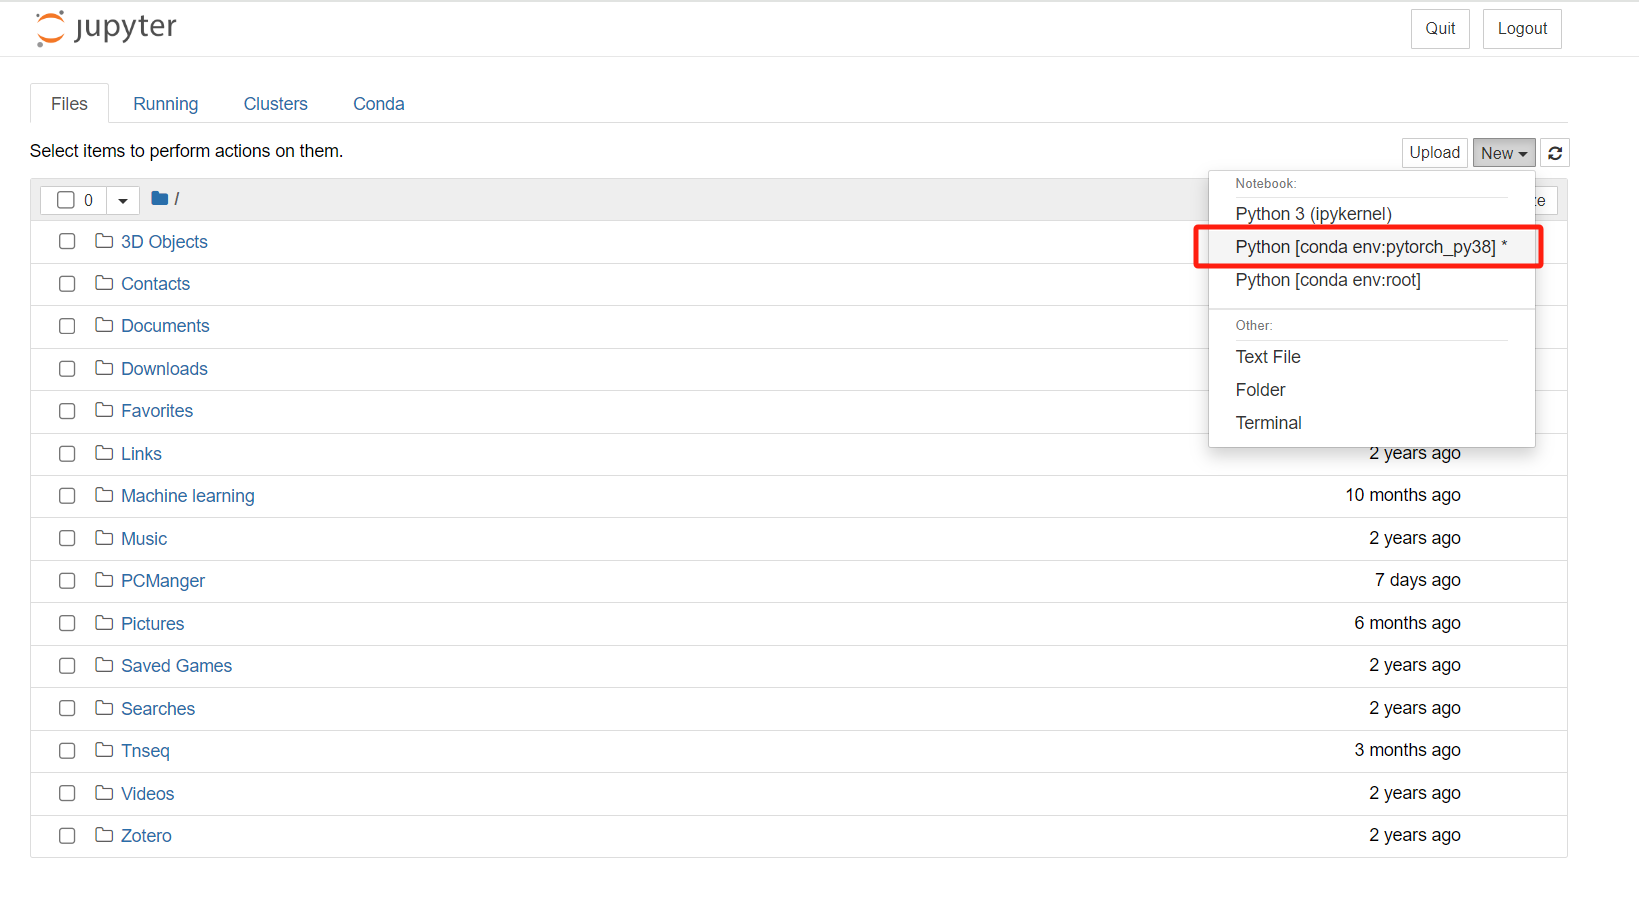 jupyter
Quit Logout
Files Running Clusters Conda
Select items to perform actions on them.
Upload New
0 /
Notebook:
Python 3 (ipykernel)
Python [conda env:pytorch_py38] *
Python [conda env:root]
Other:
Text File
Folder
Terminal
3D Objects
Contacts
Documents
Downloads
Favorites
Links 2 years ago
Machine learning 10 months ago
Music 2 years ago
PCManger 7 days ago
Pictures 6 months ago
Saved Games 2 years ago
Searches 2 years ago
Tnseq 3 months ago
Videos 2 years ago
Zotero 2 years ago